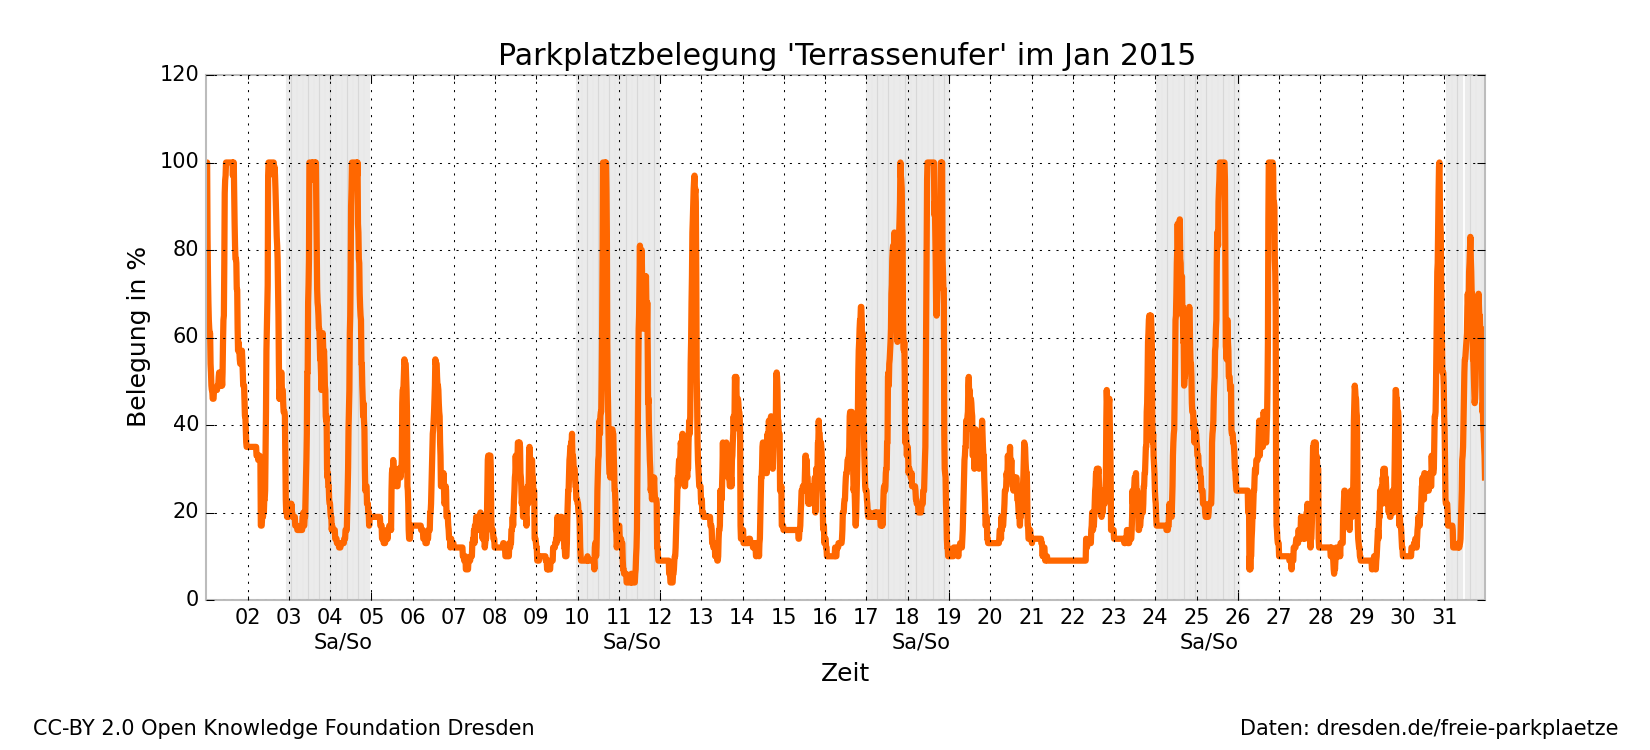 Parkplatzbelegung 'Terrassenufer' im Jan 2015
120
100
80
60
40
20
0
Belegung in %
02 03 04 05 06 07 08 09 10 11 12 13 14 15 16 17 18 19 20 21 22 23 24 25 26 27 28 29 30 31
Sa/So Sa/So Sa/So Sa/So
Zeit
CC-BY 2.0 Open Knowledge Foundation Dresden
Daten: dresden.de/freie-parkplaetze